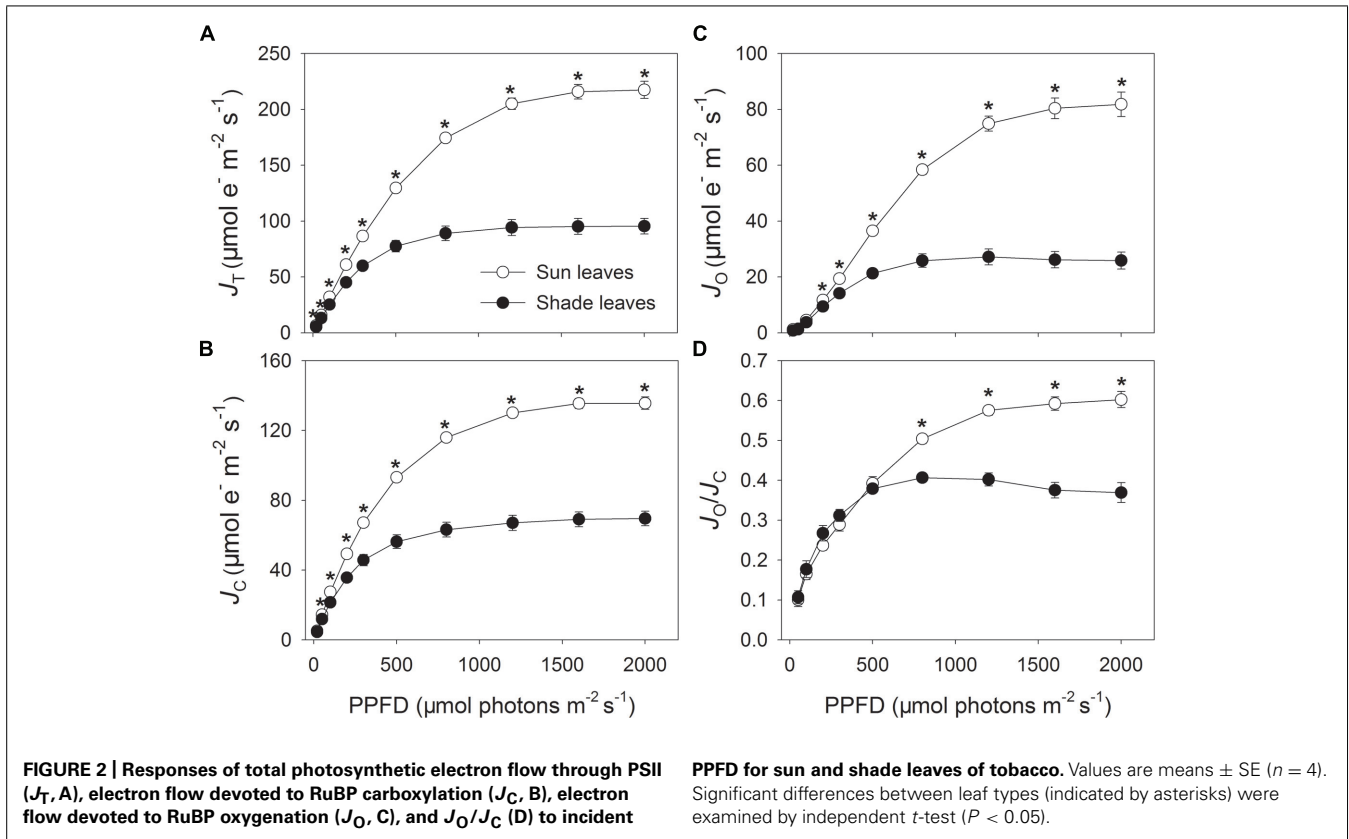 A
250
200
150
100
50
0
J_T (µmol e⁻ m⁻² s⁻¹)
* * * * * * * * * * *
Sun leaves
Shade leaves
C
100
80
60
40
20
0
J_O (µmol e⁻ m⁻² s⁻¹)
* * * * * * * *
B
160
120
80
40
0
J_C (µmol e⁻ m⁻² s⁻¹)
* * * * * * * * * *
0 500 1000 1500 2000
PPFD (µmol photons m⁻² s⁻¹)
D
0.7
0.6
0.5
0.4
0.3
0.2
0.1
0.0
J_O/J_C
* * * *
0 500 1000 1500 2000
PPFD (µmol photons m⁻² s⁻¹)
FIGURE 2 | Responses of total photosynthetic electron flow through PSII
(J_T, A), electron flow devoted to RuBP carboxylation (J_C, B), electron
flow devoted to RuBP oxygenation (J_O, C), and J_O/J_C (D) to incident
PPFD for sun and shade leaves of tobacco. Values are means ± SE (n = 4).
Significant differences between leaf types (indicated by asterisks) were
examined by independent t-test (P < 0.05).